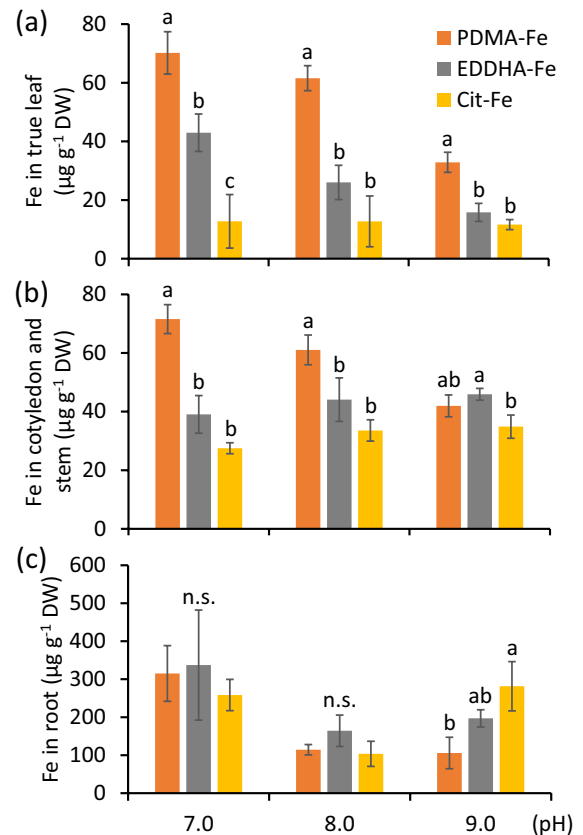 (a)
Fe in true leaf
(µg g⁻¹ DW)
80
60
40
20
0
a
b
c
a
b
b
a
b
b
PDMA-Fe
EDDHA-Fe
Cit-Fe
(b)
Fe in cotyledon and
stem (µg g⁻¹ DW)
80
60
40
20
0
a
b
b
a
b
b
ab
a
b
(c)
Fe in root (µg g⁻¹ DW)
600
500
400
300
200
100
0
n.s.
n.s.
b
ab
a
7.0 8.0 9.0 (pH)